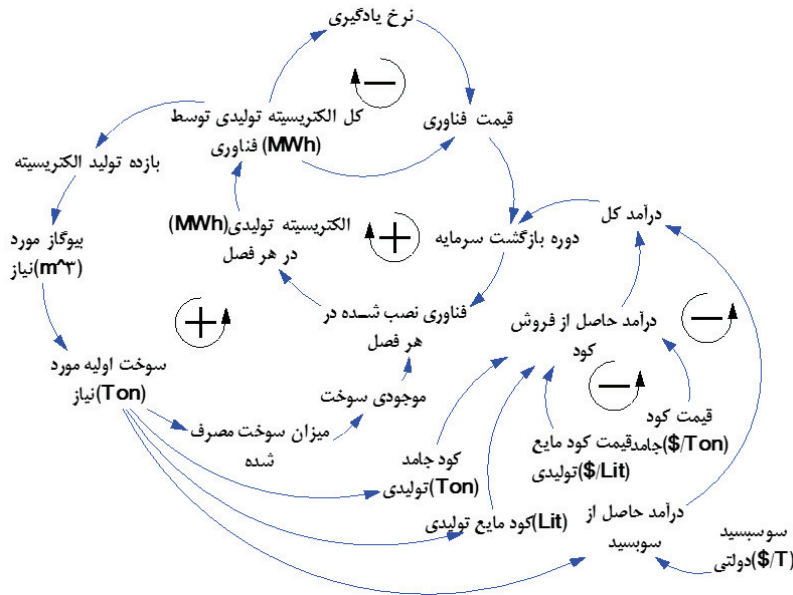 نرخ یادگیری
کل الکتریسیته تولیدی توسط
فناوری (MWh)
قیمت فناوری
بازده تولید الکتریسیته
الکتریسیته تولیدی(MWh)
در هر فصل
دوره بازگشت سرمایه
درآمد کل
بیوگاز مورد
نیاز(m^۳)
فناوری نصب شده در
هر فصل
درآمد حاصل از فروش
کود
سوخت اولیه مورد
نیاز(Ton)
موجودی سوخت
میزان سوخت مصرف
شده
کود جامد
تولیدی(Ton)
قیمت کود مایع
تولیدی($/Lit)
قیمت کود
جامد($/Ton)
کود مایع تولیدی(Lit)
درآمد حاصل از
سوبسید
سوسبسید
دولتی($/T)